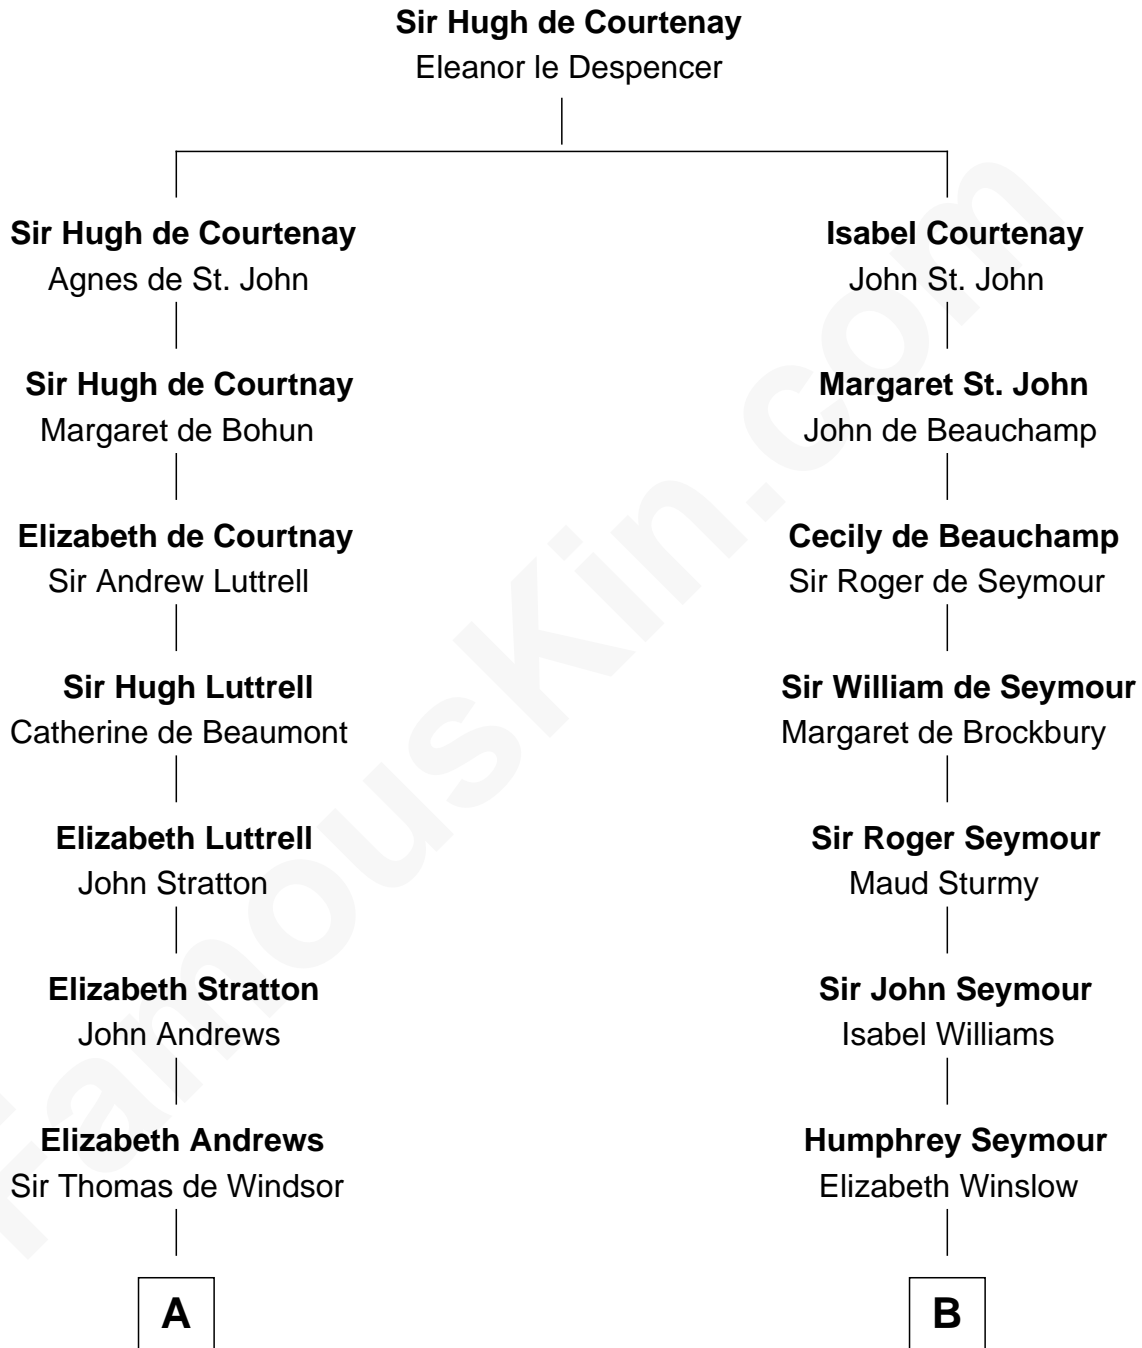 Sir Hugh de Courtenay
Eleanor le Despencer
Sir Hugh de Courtenay
Agnes de St. John
Sir Hugh de Courtnay
Margaret de Bohun
Elizabeth de Courtnay
Sir Andrew Luttrell
Sir Hugh Luttrell
Catherine de Beaumont
Elizabeth Luttrell
John Stratton
Elizabeth Stratton
John Andrews
Elizabeth Andrews
Sir Thomas de Windsor
A
Isabel Courtenay
John St. John
Margaret St. John
John de Beauchamp
Cecily de Beauchamp
Sir Roger de Seymour
Sir William de Seymour
Margaret de Brockbury
Sir Roger Seymour
Maud Sturmy
Sir John Seymour
Isabel Williams
Humphrey Seymour
Elizabeth Winslow
B
FamousKin.com